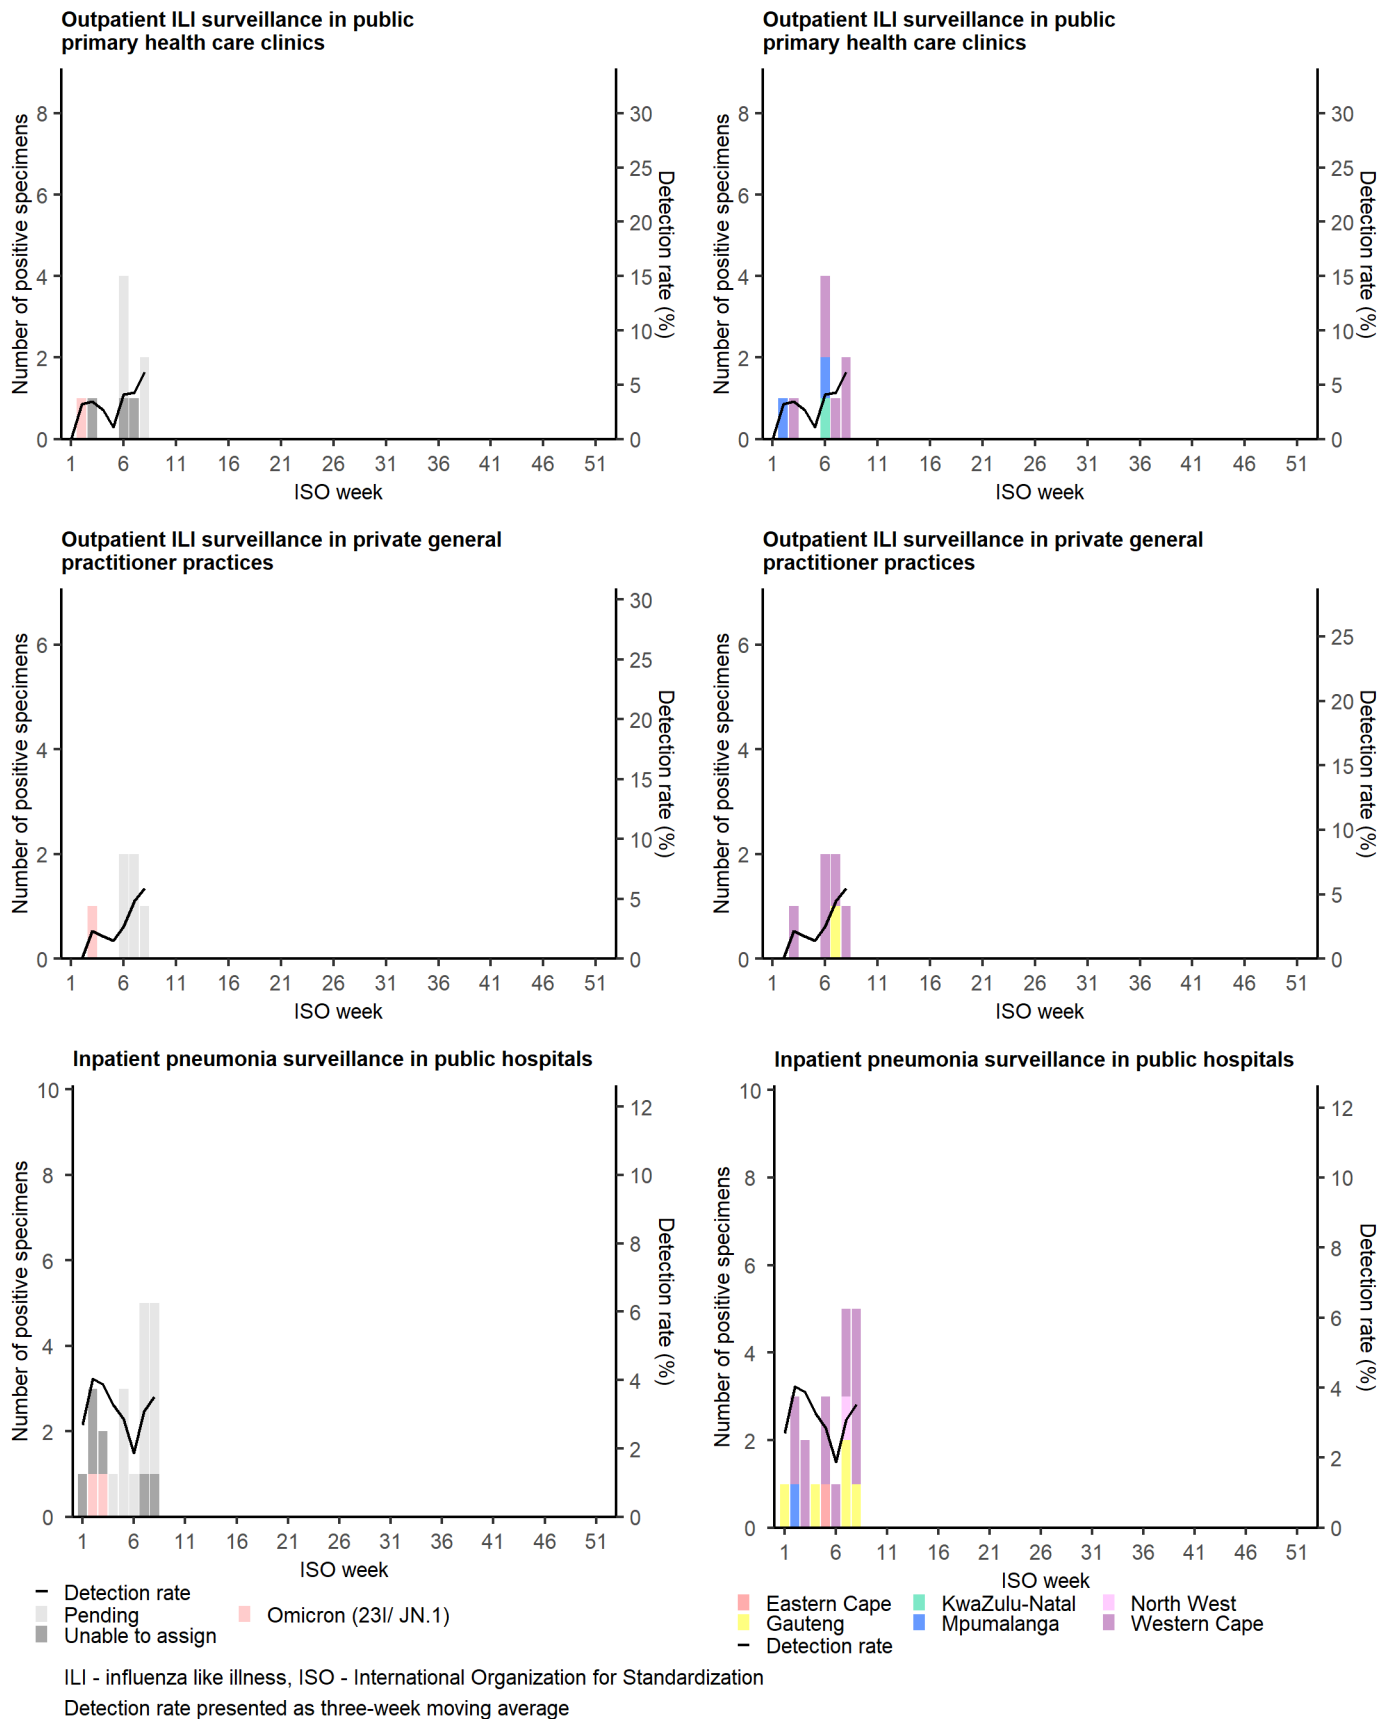 Outpatient ILI surveillance in public
primary health care clinics
Number of positive specimens
8
6
4
2
0
30
25
20
15
10
5
0
Detection rate (%)
1 6 11 16 21 26 31 36 41 46 51
ISO week
Outpatient ILI surveillance in public
primary health care clinics
Number of positive specimens
8
6
4
2
0
30
25
20
15
10
5
0
Detection rate (%)
1 6 11 16 21 26 31 36 41 46 51
ISO week
Outpatient ILI surveillance in private general
practitioner practices
Number of positive specimens
6
4
2
0
30
25
20
15
10
5
0
Detection rate (%)
1 6 11 16 21 26 31 36 41 46 51
ISO week
Outpatient ILI surveillance in private general
practitioner practices
Number of positive specimens
6
4
2
0
25
20
15
10
5
0
Detection rate (%)
1 6 11 16 21 26 31 36 41 46 51
ISO week
Inpatient pneumonia surveillance in public hospitals
Number of positive specimens
10
8
6
4
2
0
12
10
8
6
4
2
0
Detection rate (%)
1 6 11 16 21 26 31 36 41 46 51
ISO week
Inpatient pneumonia surveillance in public hospitals
Number of positive specimens
10
8
6
4
2
0
12
10
8
6
4
2
0
Detection rate (%)
1 6 11 16 21 26 31 36 41 46 51
ISO week
Detection rate
Pending
Unable to assign
Omicron (23I/ JN.1)
Eastern Cape
Gauteng
Detection rate
KwaZulu-Natal
Mpumalanga
North West
Western Cape
ILI - influenza like illness, ISO - International Organization for Standardization
Detection rate presented as three-week moving average